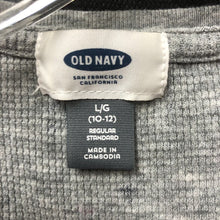 OLD NAVY
SAN FRANCISCO
CALIFORNIA
L/G
(10-12)
REGULAR
STANDARD
MADE IN
CAMBODIA